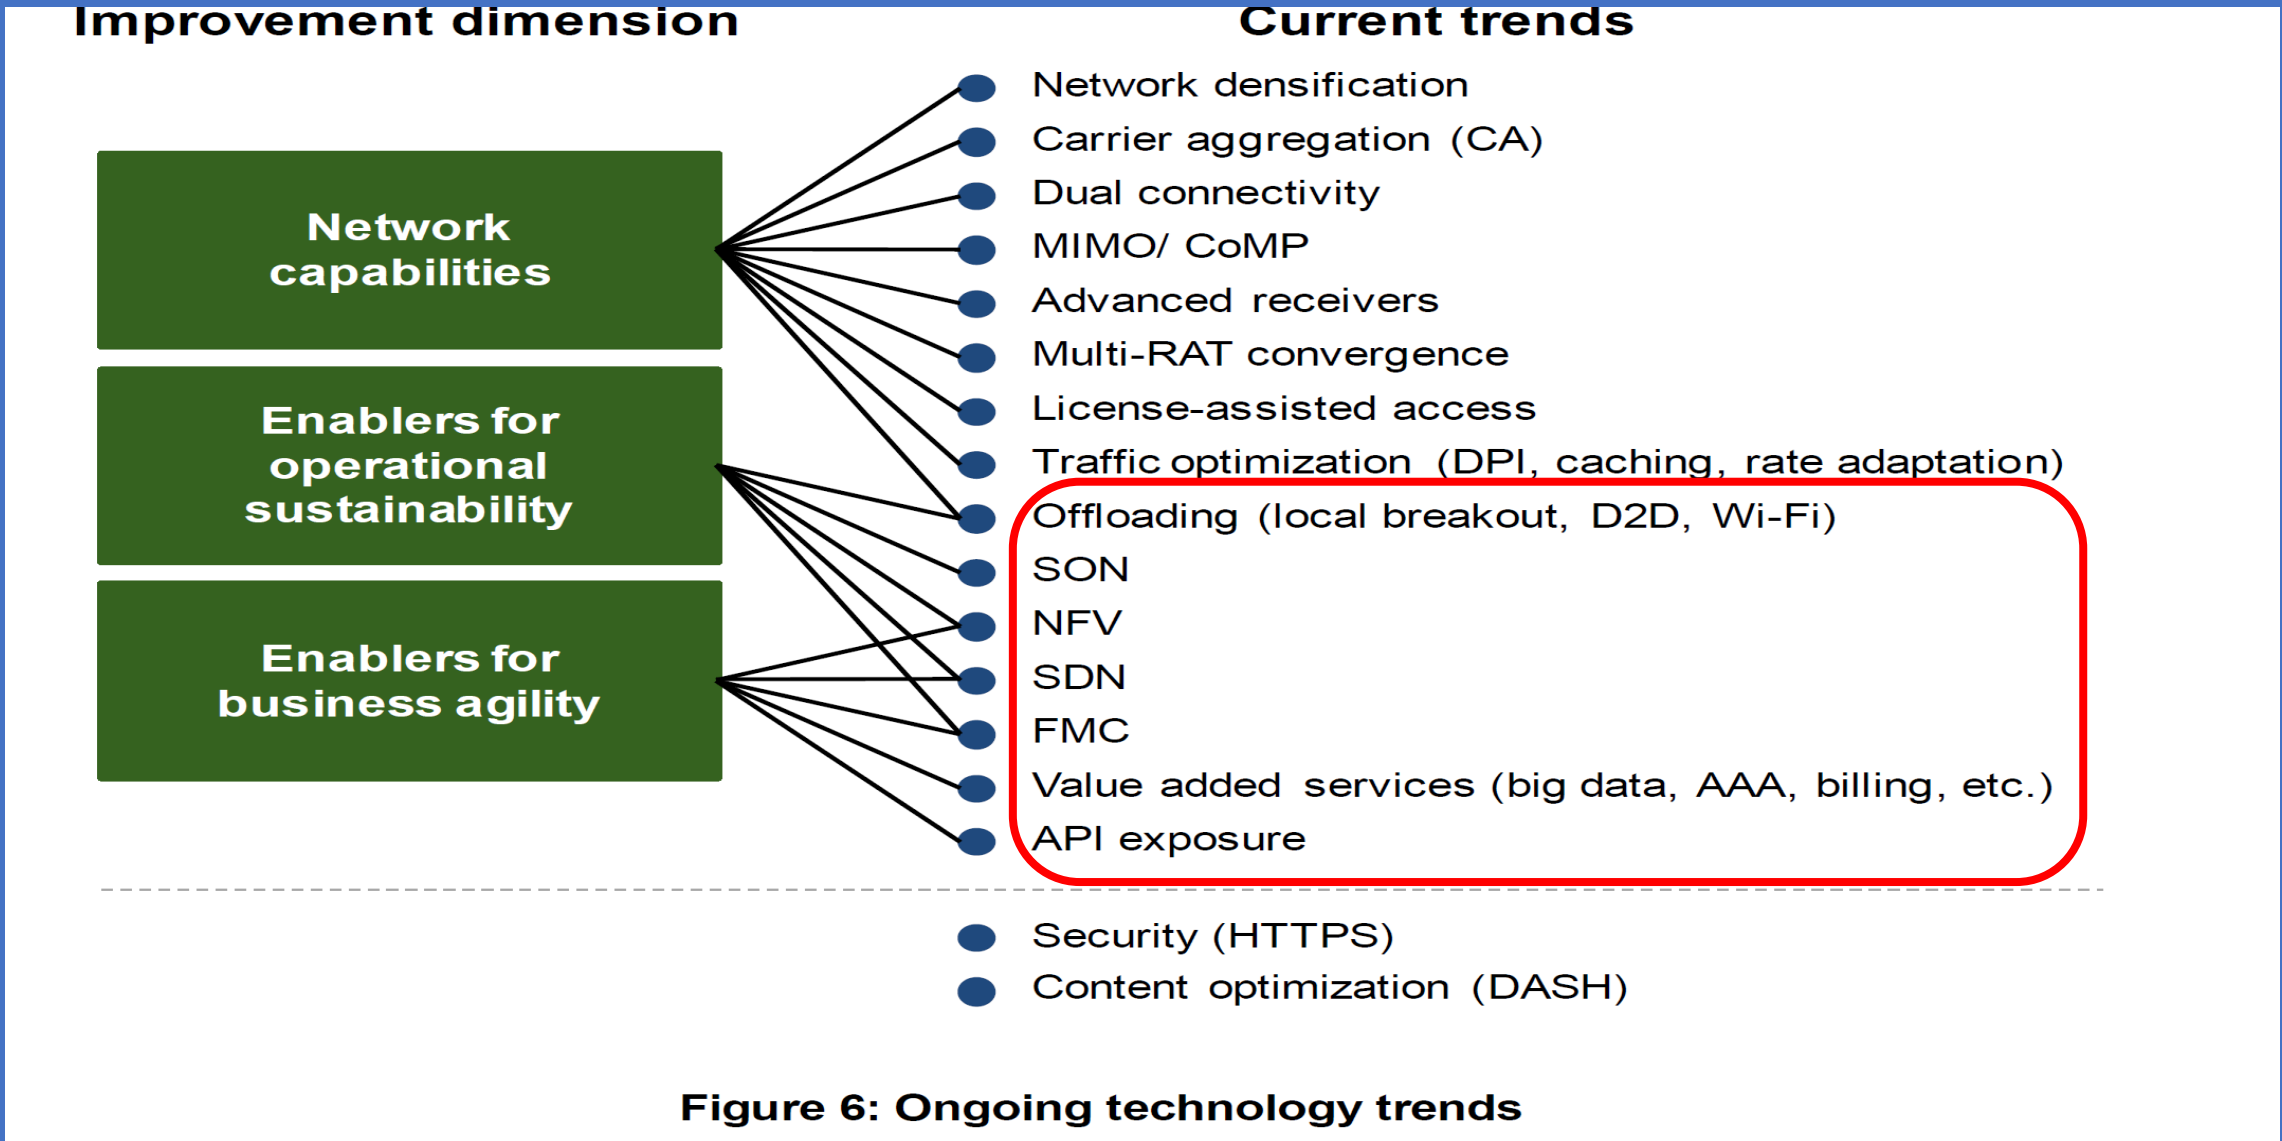 Improvement dimension
Current trends
Network
capabilities
Enablers for
operational
sustainability
Enablers for
business agility
Network densification
Carrier aggregation (CA)
Dual connectivity
MIMO/ CoMP
Advanced receivers
Multi-RAT convergence
License-assisted access
Traffic optimization (DPI, caching, rate adaptation)
Offloading (local breakout, D2D, Wi-Fi)
SON
NFV
SDN
FMC
Value added services (big data, AAA, billing, etc.)
API exposure
Security (HTTPS)
Content optimization (DASH)
Figure 6: Ongoing technology trends